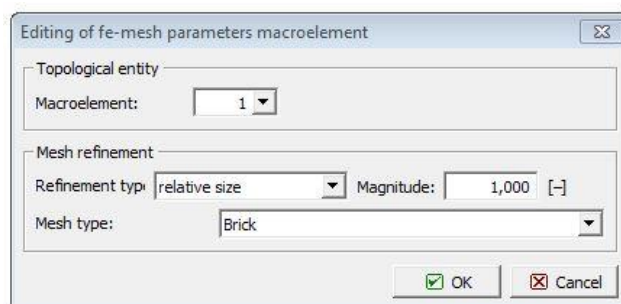 Editing of fe-mesh parameters macroelement
Topological entity
Macroelement: 1
Mesh refinement
Refinement typ relative size Magnitude: 1,000 [-]
Mesh type: Brick
OK Cancel